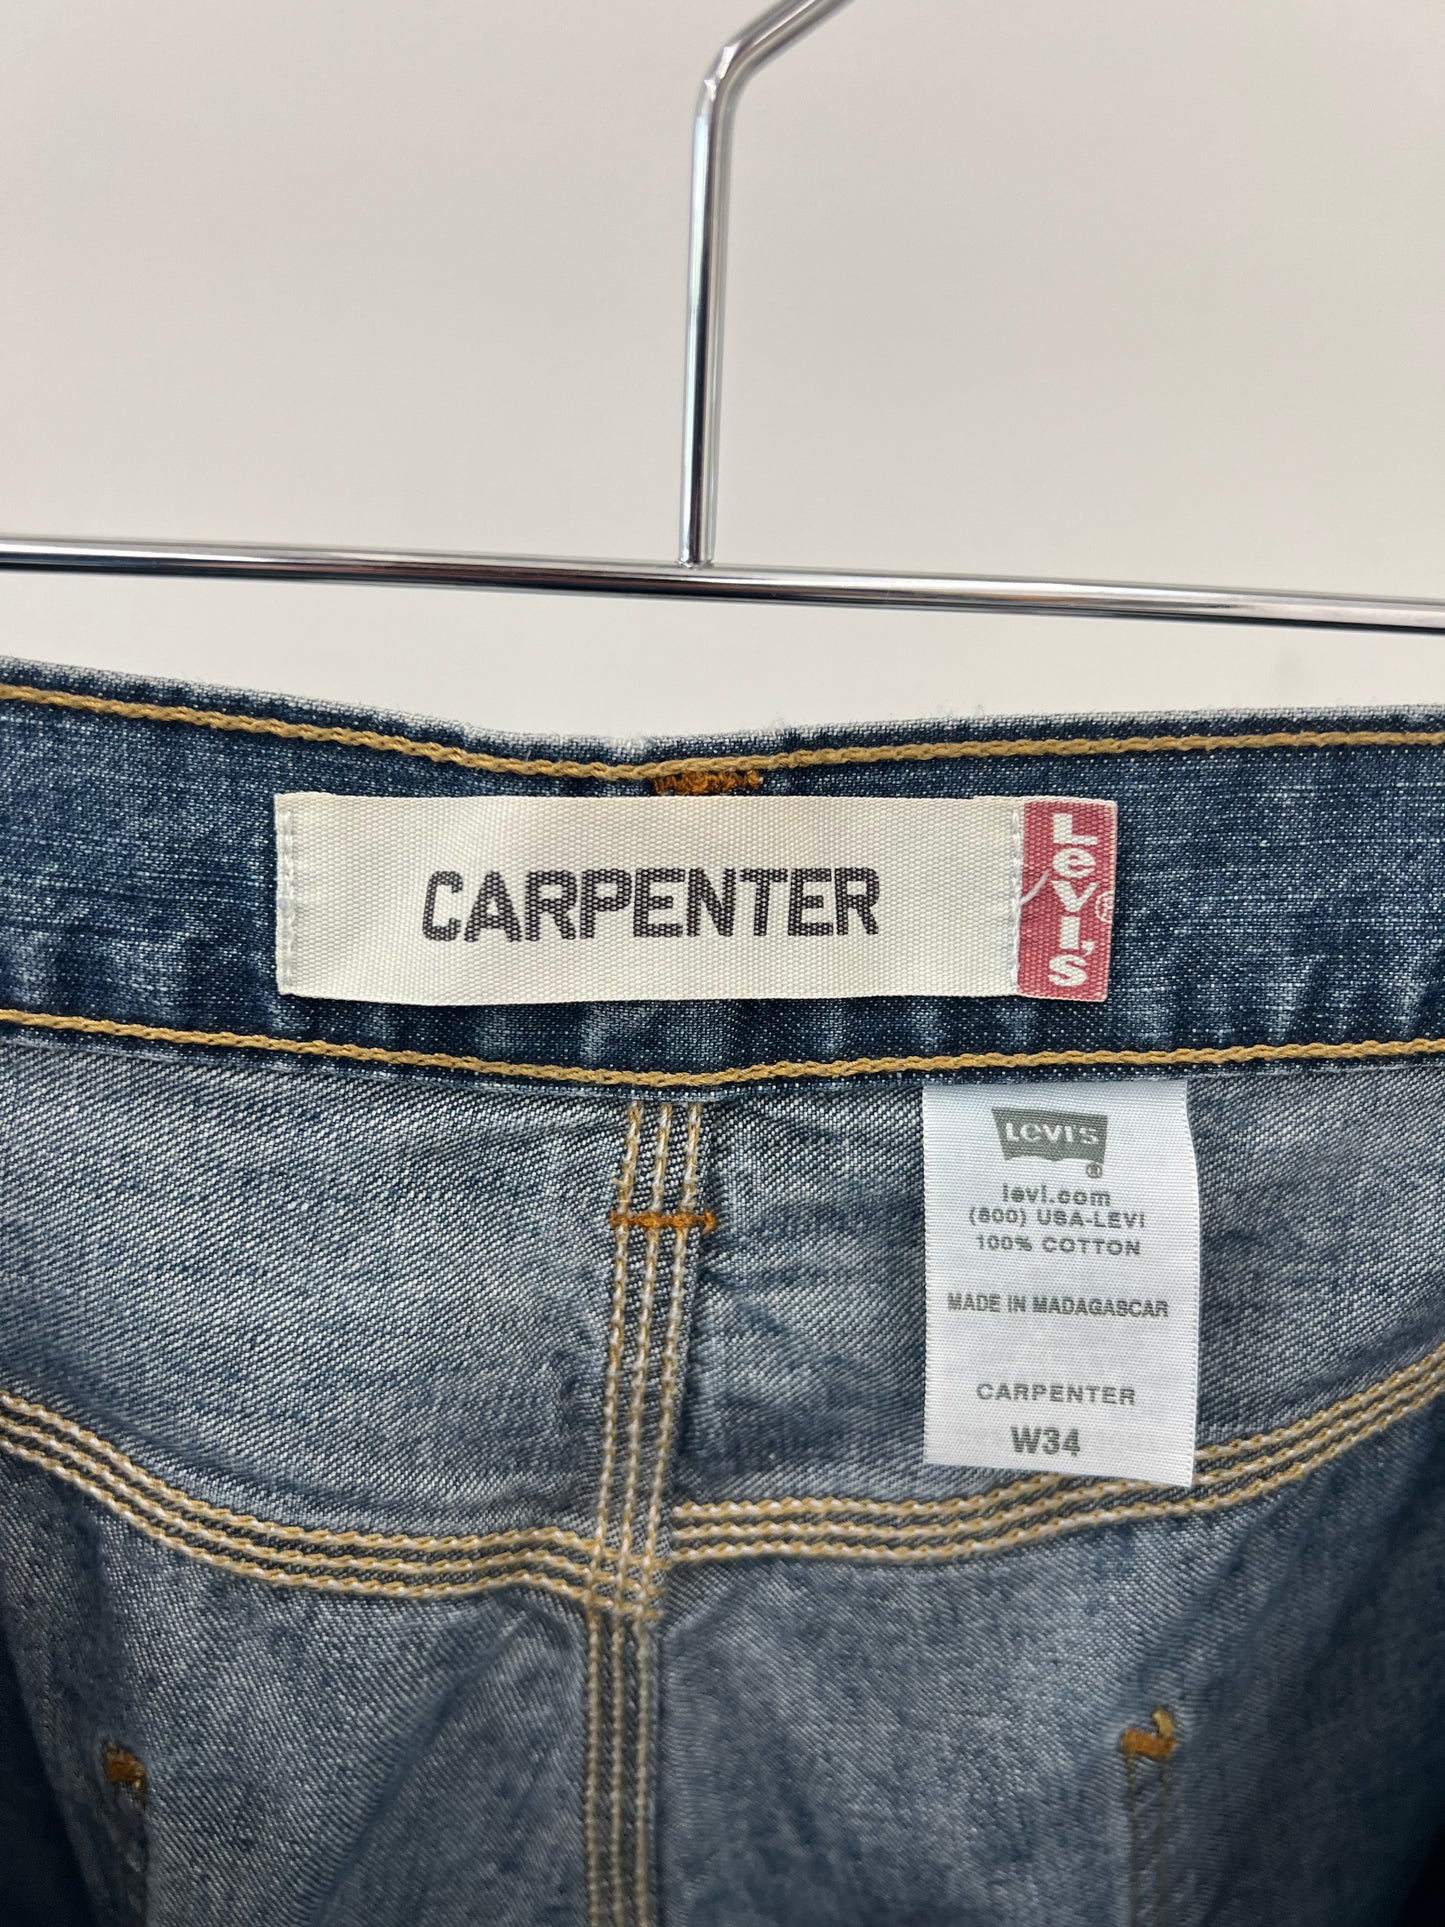 CARPENTER
Levi's®
LEVI'S
®
levi.com
(800) USA-LEVI
100% COTTON
MADE IN MADAGASCAR
CARPENTER
W34